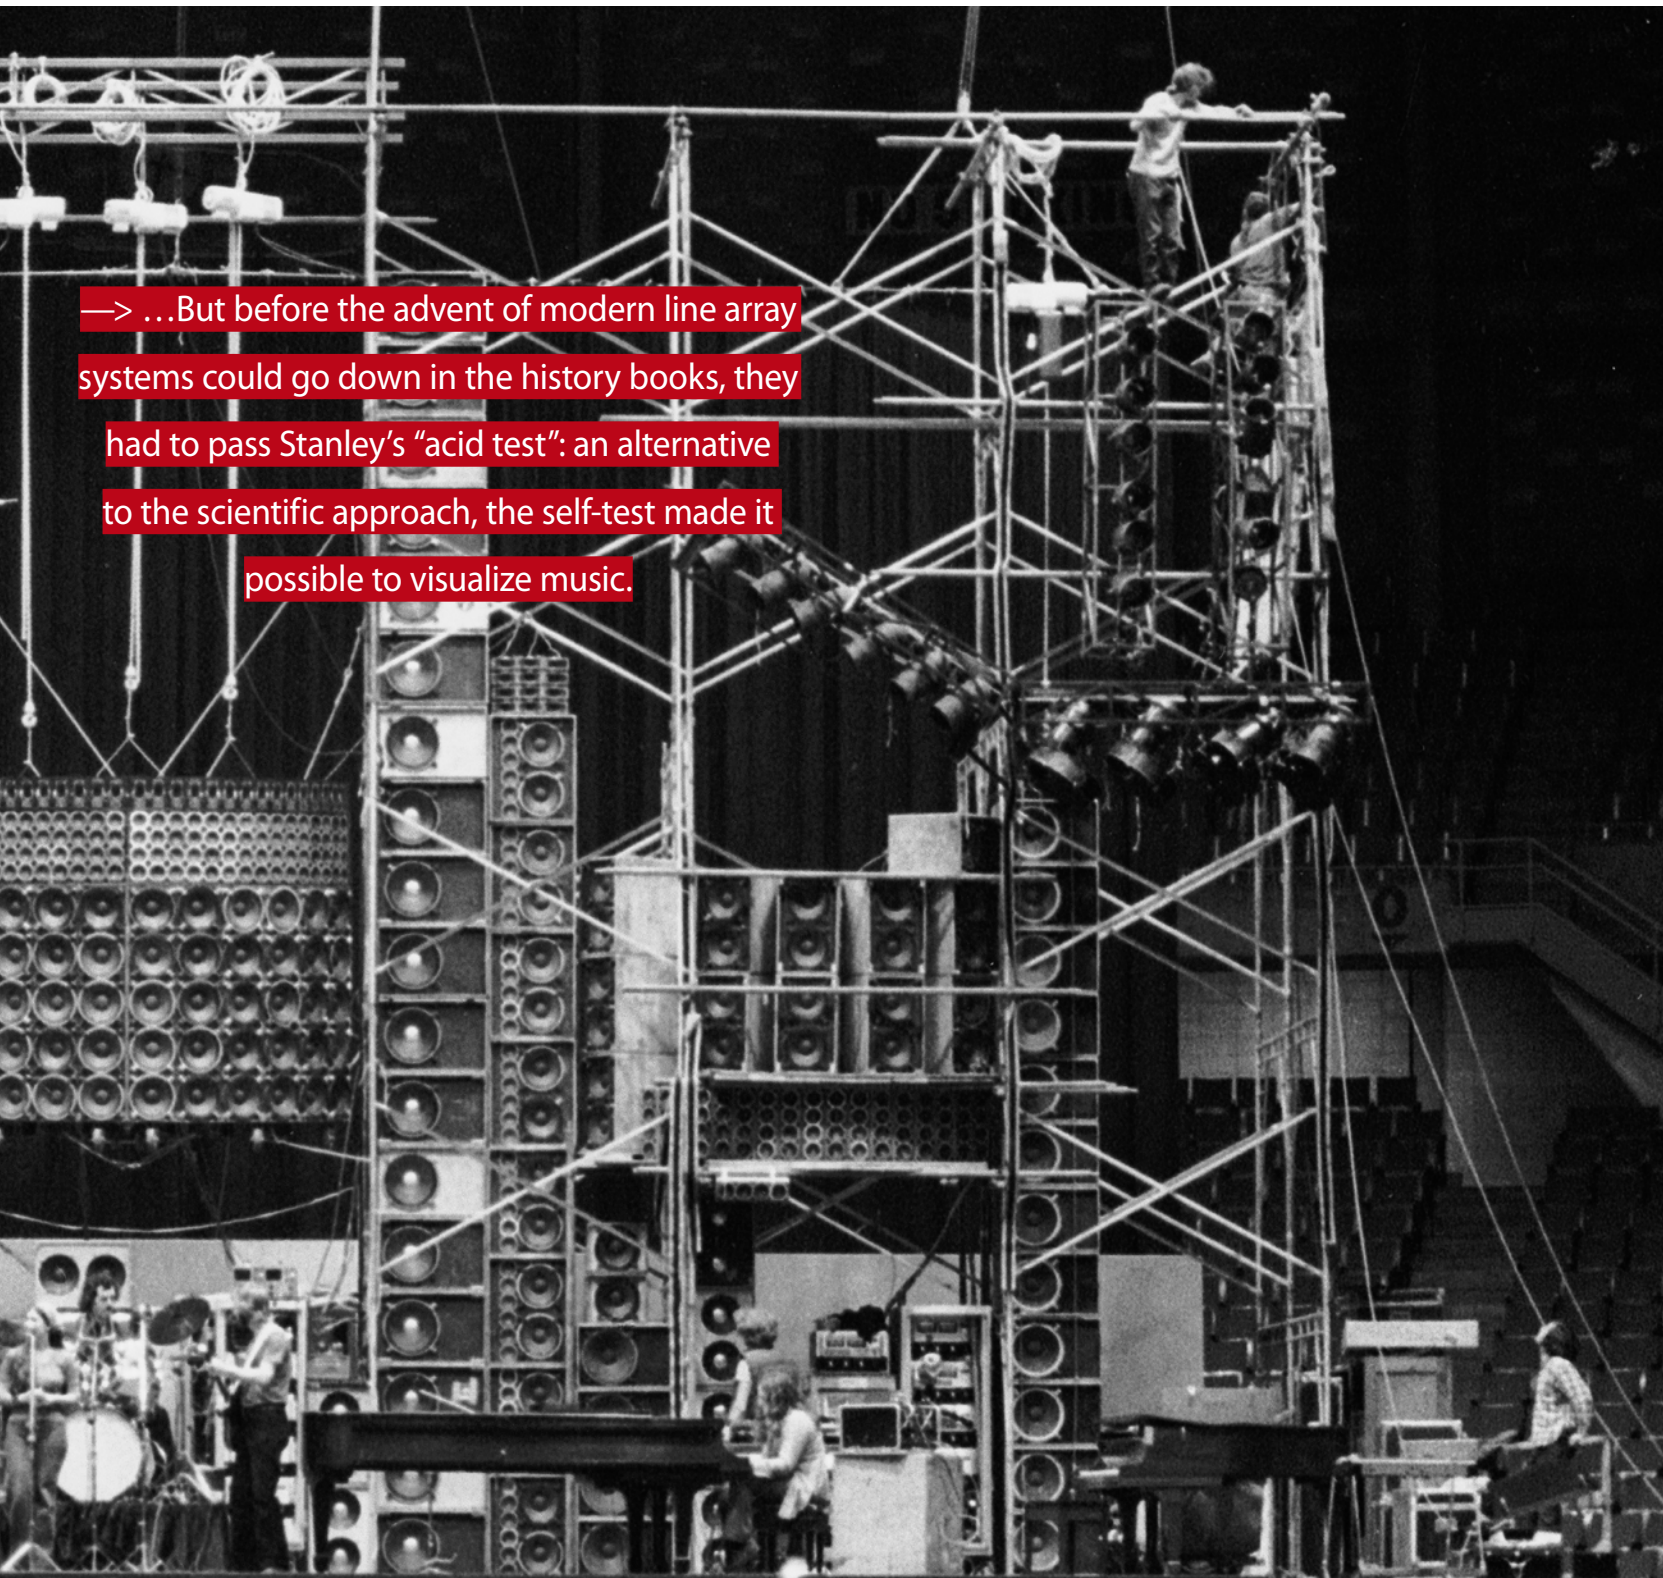 —> …But before the advent of modern line array
systems could go down in the history books, they
had to pass Stanley’s “acid test”: an alternative
to the scientific approach, the self-test made it
possible to visualize music.